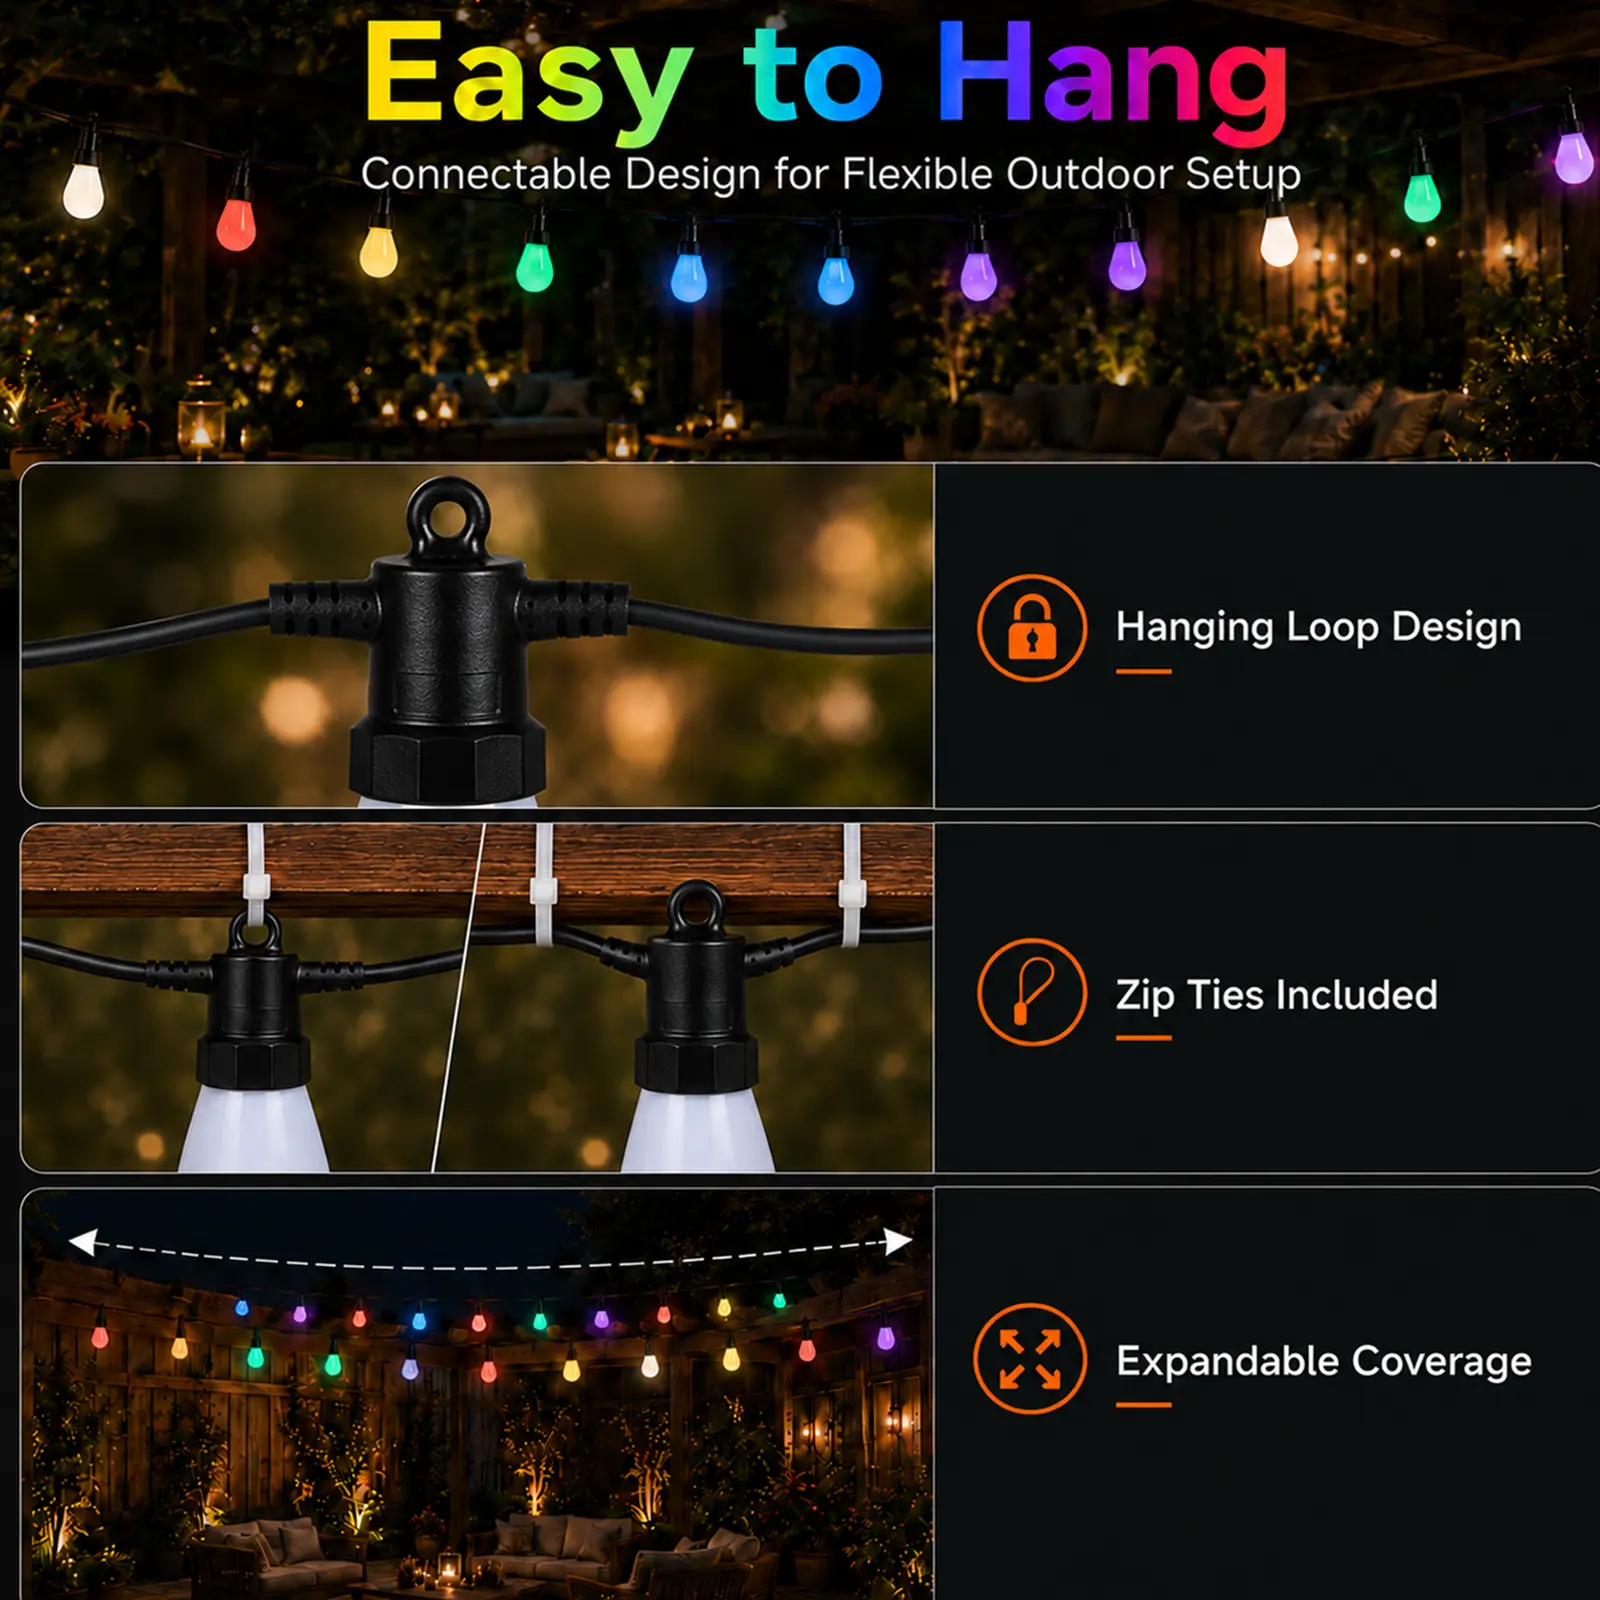 Easy to Hang
Connectable Design for Flexible Outdoor Setup
Hanging Loop Design
Zip Ties Included
Expandable Coverage